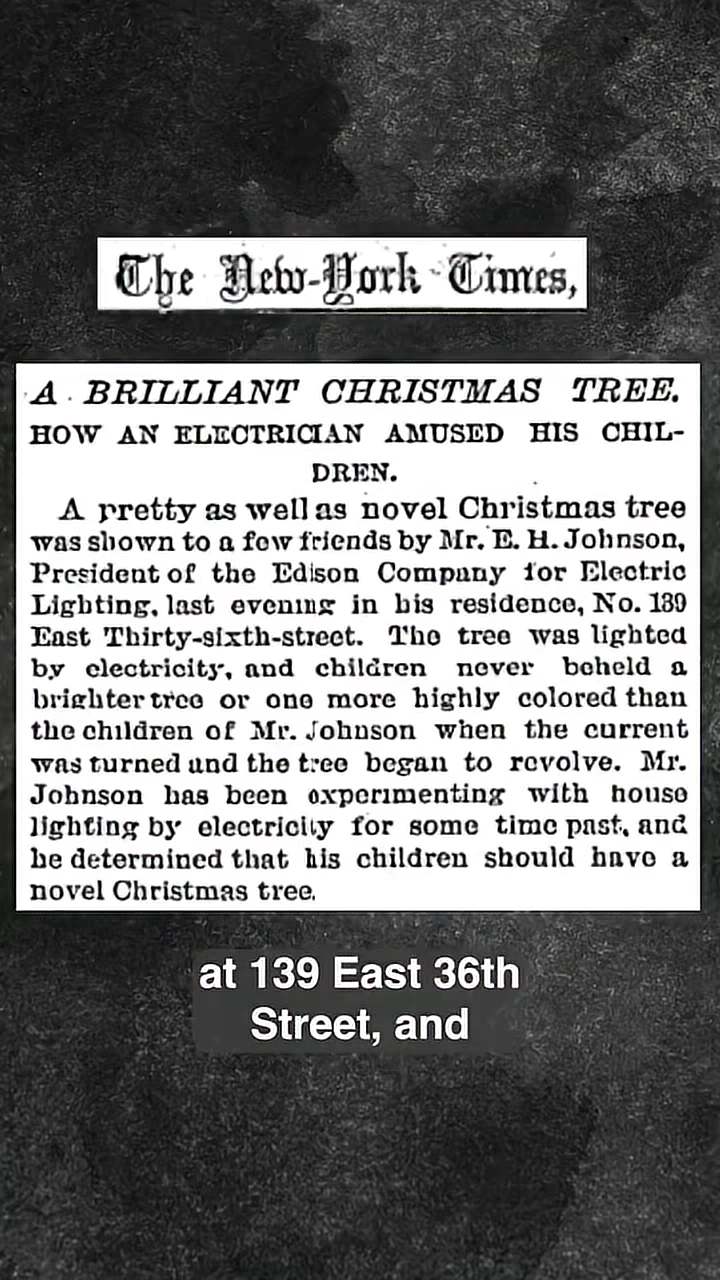 The New-York Times,
A BRILLIANT CHRISTMAS TREE.
HOW AN ELECTRICIAN AMUSED HIS CHIL-
DREN.
A pretty as well as novel Christmas tree
was shown to a few friends by Mr. E. H. Johnson,
President of the Edison Company for Electric
Lighting, last evening in his residence, No. 139
East Thirty-sixth-street. The tree was lighted
by electricity, and children never beheld a
brighter tree or one more highly colored than
the children of Mr. Johnson when the current
was turned and the tree began to revolve. Mr.
Johnson has been experimenting with house
lighting by electricity for some time past, and
he determined that his children should have a
novel Christmas tree.
at 139 East 36th
Street, and